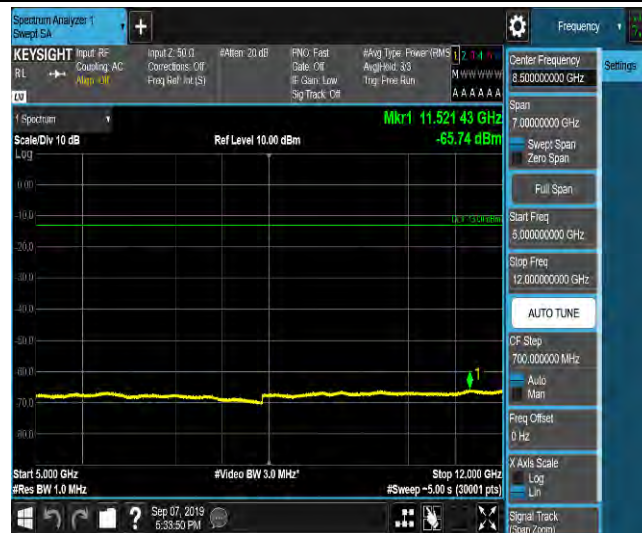 Spectrum Analyzer 1
Swept SA
Frequency
KEYSIGHT
Input: RF
Coupling: AC
Align: Off
RL
Input Z: 50 Ω
Corrections: Off
Freq Ref: Int (S)
#Atten: 20 dB
PNO: Fast
Gate: Off
IF Gain: Low
Sig Track: Off
#Avg Type: Power (RMS
Avg|Hold: 3/3
Trig: Free Run
M W W W W W
A A A A A A
LW
1 Spectrum
Scale/Div 10 dB
Log
Ref Level 10.00 dBm
Mkr1 11.521 43 GHz
-65.74 dBm
0.00
-10.0
-20.0
-30.0
-40.0
-50.0
-60.0
-70.0
-80.0
1
Start 5.000 GHz
#Res BW 1.0 MHz
#Video BW 3.0 MHz*
Stop 12.000 GHz
#Sweep ~5.00 s (30001 pts)
Sep 07, 2019
5:33:50 PM
?
Center Frequency
8.500000000 GHz
Settings
Span
7.00000000 GHz
Swept Span
Zero Span
Full Span
Start Freq
5.000000000 GHz
Stop Freq
12.000000000 GHz
AUTO TUNE
CF Step
700.000000 MHz
Auto
Man
Freq Offset
0 Hz
X Axis Scale
Log
Lin
Signal Track
(Span Zoom)